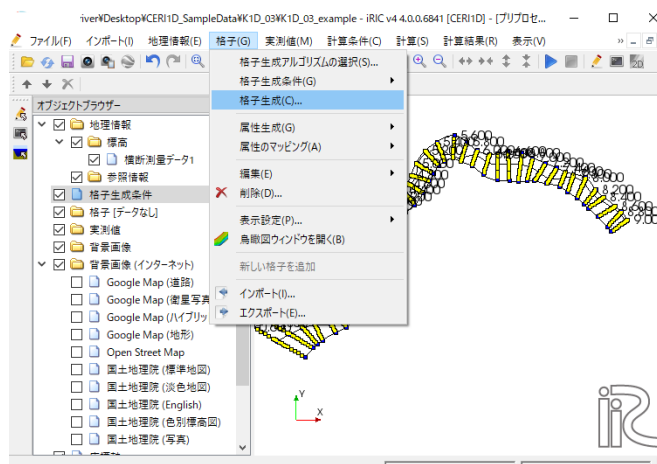 river¥Desktop¥CERI1D_SampleData¥K1D_03¥K1D_03_example - iRIC v4 4.0.0.6841 [CERI1D] - [プリプロセ...
ファイル(F) インポート(I) 地理情報(E) 格子(G) 実測値(M) 計算条件(C) 計算(S) 計算結果(R) 表示(V)
オブジェクトブラウザー
地理情報
標高
横断測量データ1
参照情報
格子生成条件
格子 [データなし]
実測値
背景画像
背景画像 (インターネット)
Google Map (道路)
Google Map (衛星写真
Google Map (ハイブリッ
Google Map (地形)
Open Street Map
国土地理院 (標準地図)
国土地理院 (淡色地図)
国土地理院 (English)
国土地理院 (色別標高図)
国土地理院 (写真)
格子生成アルゴリズムの選択(S)...
格子生成条件(G)
格子生成(C)...
属性生成(G)
属性のマッピング(A)
編集(E)
削除(D)...
表示設定(P)...
鳥瞰図ウィンドウを開く(B)
新しい格子を追加
インポート(I)...
エクスポート(E)...
5.600
8.200
Y
X
iRIC